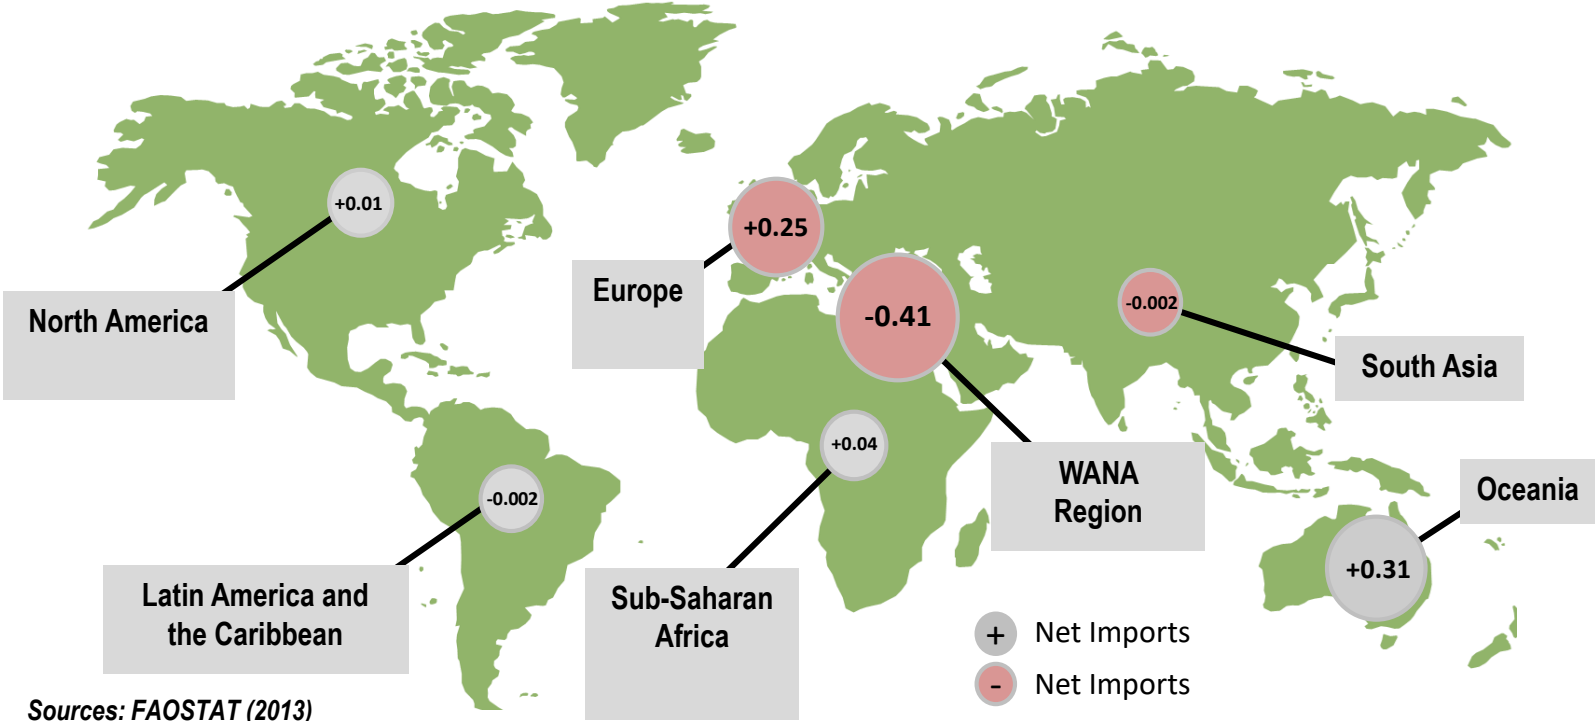 +0.01
North America
+0.25
Europe
-0.41
WANA
Region
-0.002
South Asia
+0.04
Sub-Saharan
Africa
-0.002
Latin America and
the Caribbean
+0.31
Oceania
+ Net Imports
- Net Imports
Sources: FAOSTAT (2013)